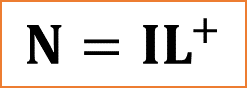 N = IL⁺